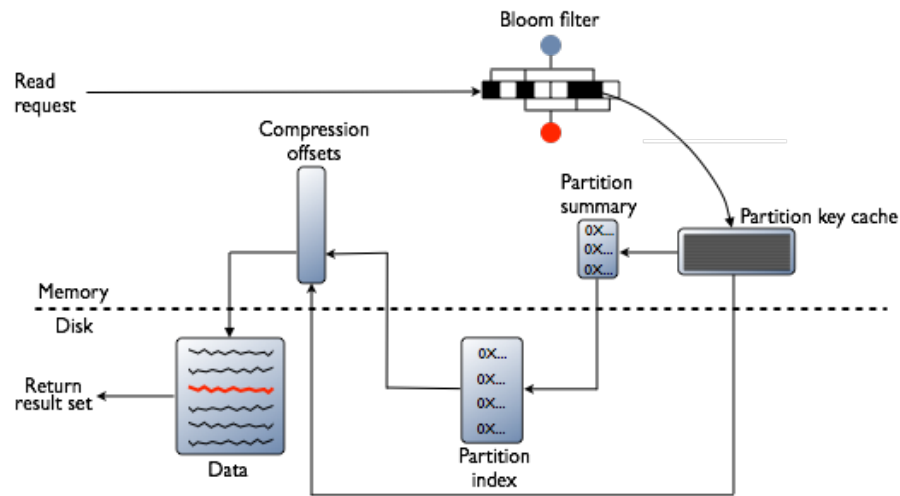 Bloom filter
Read
request
Compression
offsets
Partition
summary
Partition key cache
0X...
0X...
0X...
Memory
Disk
0X...
0X...
0X...
0X...
Return
result set
Data
Partition
index